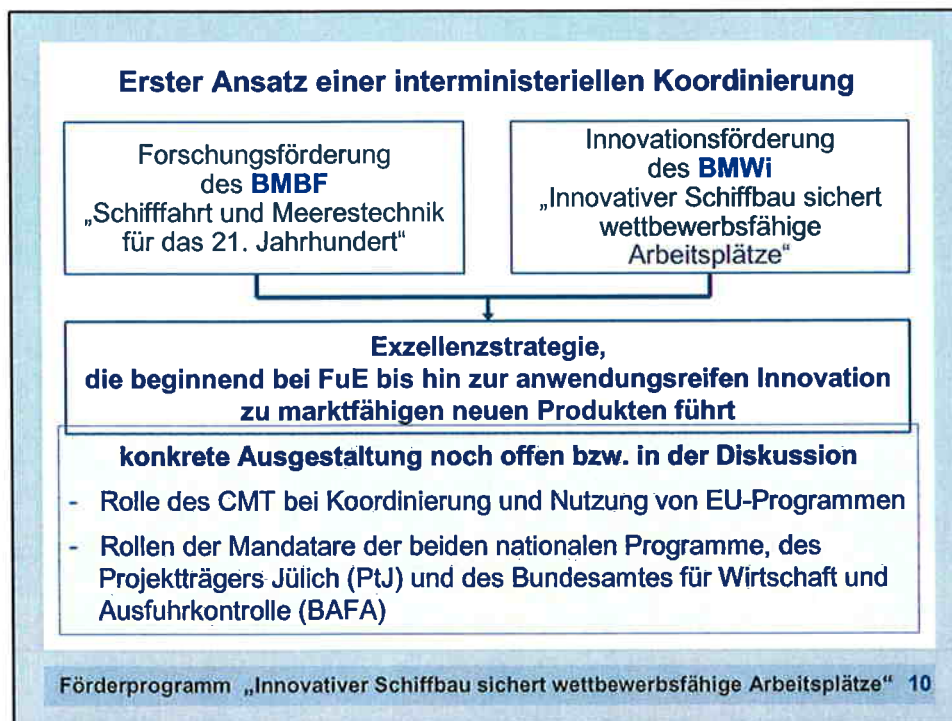 Erster Ansatz einer interministeriellen Koordinierung
Forschungsförderung
des BMBF
„Schifffahrt und Meerestechnik
für das 21. Jahrhundert“
Innovationsförderung
des BMWi
„Innovativer Schiffbau sichert
wettbewerbsfähige
Arbeitsplätze“
Exzellenzstrategie,
die beginnend bei FuE bis hin zur anwendungsreifen Innovation
zu marktfähigen neuen Produkten führt
konkrete Ausgestaltung noch offen bzw. in der Diskussion
- Rolle des CMT bei Koordinierung und Nutzung von EU-Programmen
- Rollen der Mandatare der beiden nationalen Programme, des
Projektträgers Jülich (PtJ) und des Bundesamtes für Wirtschaft und
Ausfuhrkontrolle (BAFA)
Förderprogramm „Innovativer Schiffbau sichert wettbewerbsfähige Arbeitsplätze“ 10